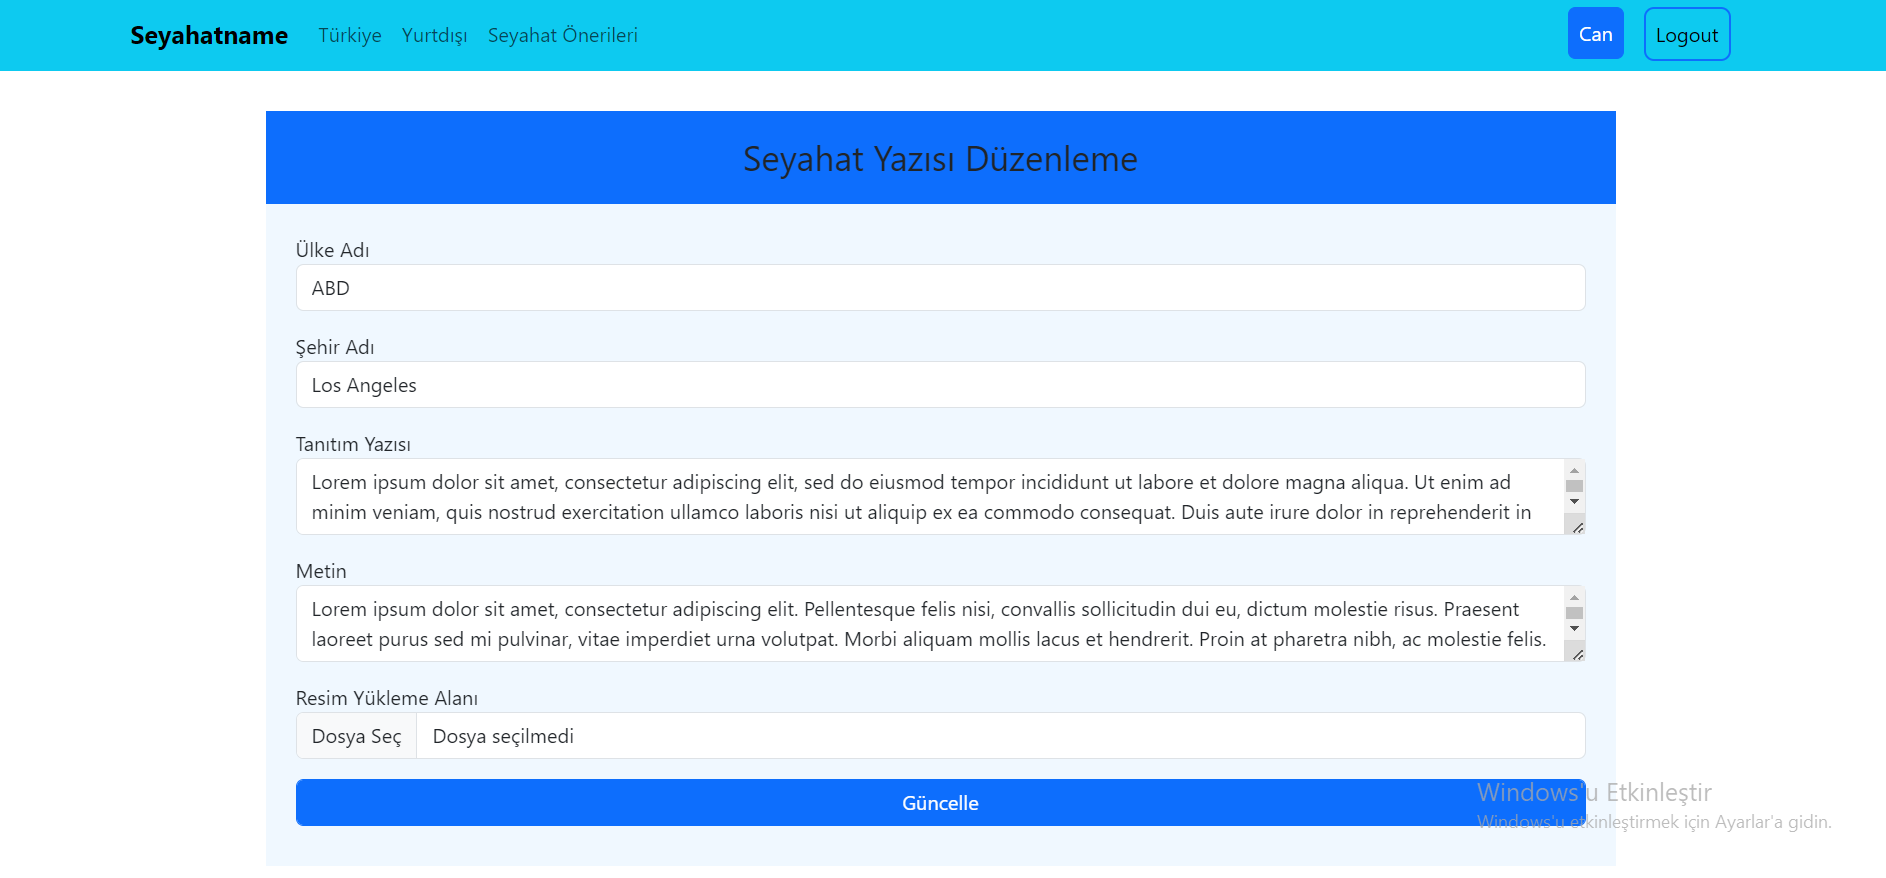 Seyahatname Türkiye Yurtdışı Seyahat Önerileri Can Logout
Seyahat Yazısı Düzenleme
Ülke Adı
ABD
Şehir Adı
Los Angeles
Tanıtım Yazısı
Lorem ipsum dolor sit amet, consectetur adipiscing elit, sed do eiusmod tempor incididunt ut labore et dolore magna aliqua. Ut enim ad
minim veniam, quis nostrud exercitation ullamco laboris nisi ut aliquip ex ea commodo consequat. Duis aute irure dolor in reprehenderit in
Metin
Lorem ipsum dolor sit amet, consectetur adipiscing elit. Pellentesque felis nisi, convallis sollicitudin dui eu, dictum molestie risus. Praesent
laoreet purus sed mi pulvinar, vitae imperdiet urna volutpat. Morbi aliquam mollis lacus et hendrerit. Proin at pharetra nibh, ac molestie felis.
Resim Yükleme Alanı
Dosya Seç Dosya seçilmedi
Güncelle
Windows'u Etkinleştir
Windows'u etkinleştirmek için Ayarlar'a gidin.